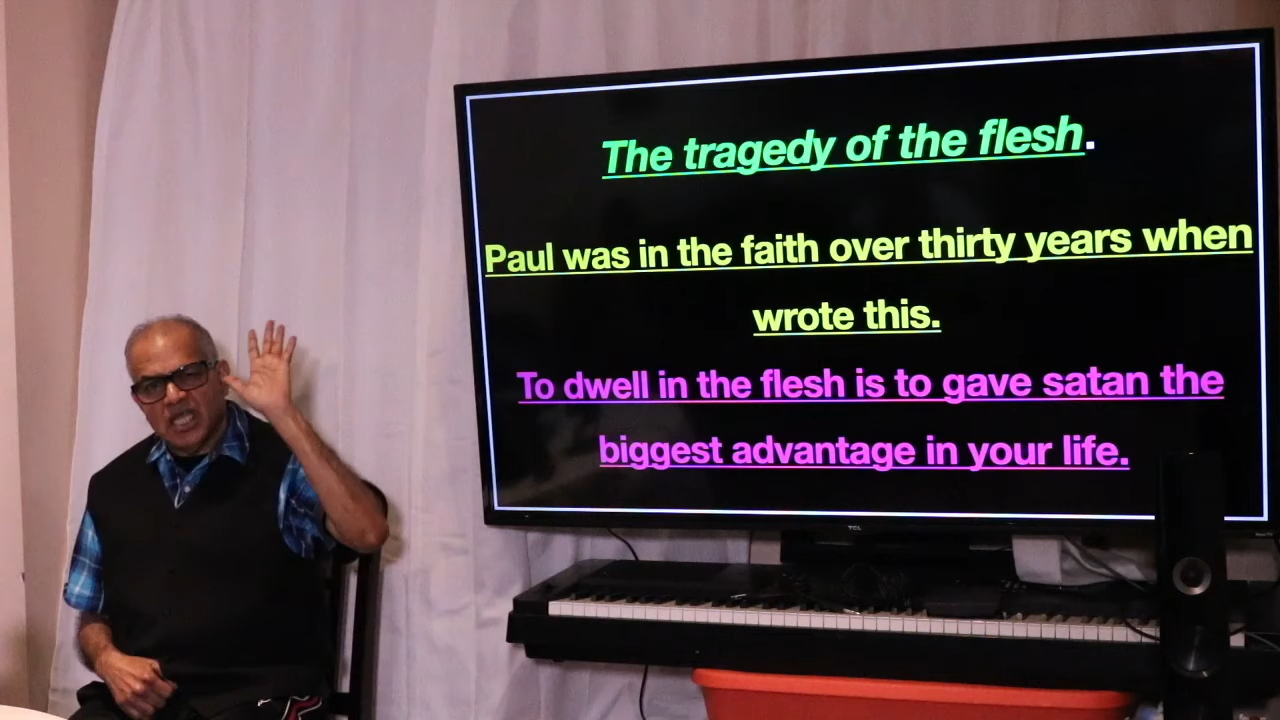 The tragedy of the flesh.
Paul was in the faith over thirty years when
wrote this.
To dwell in the flesh is to gave satan the
biggest advantage in your life.
TCL